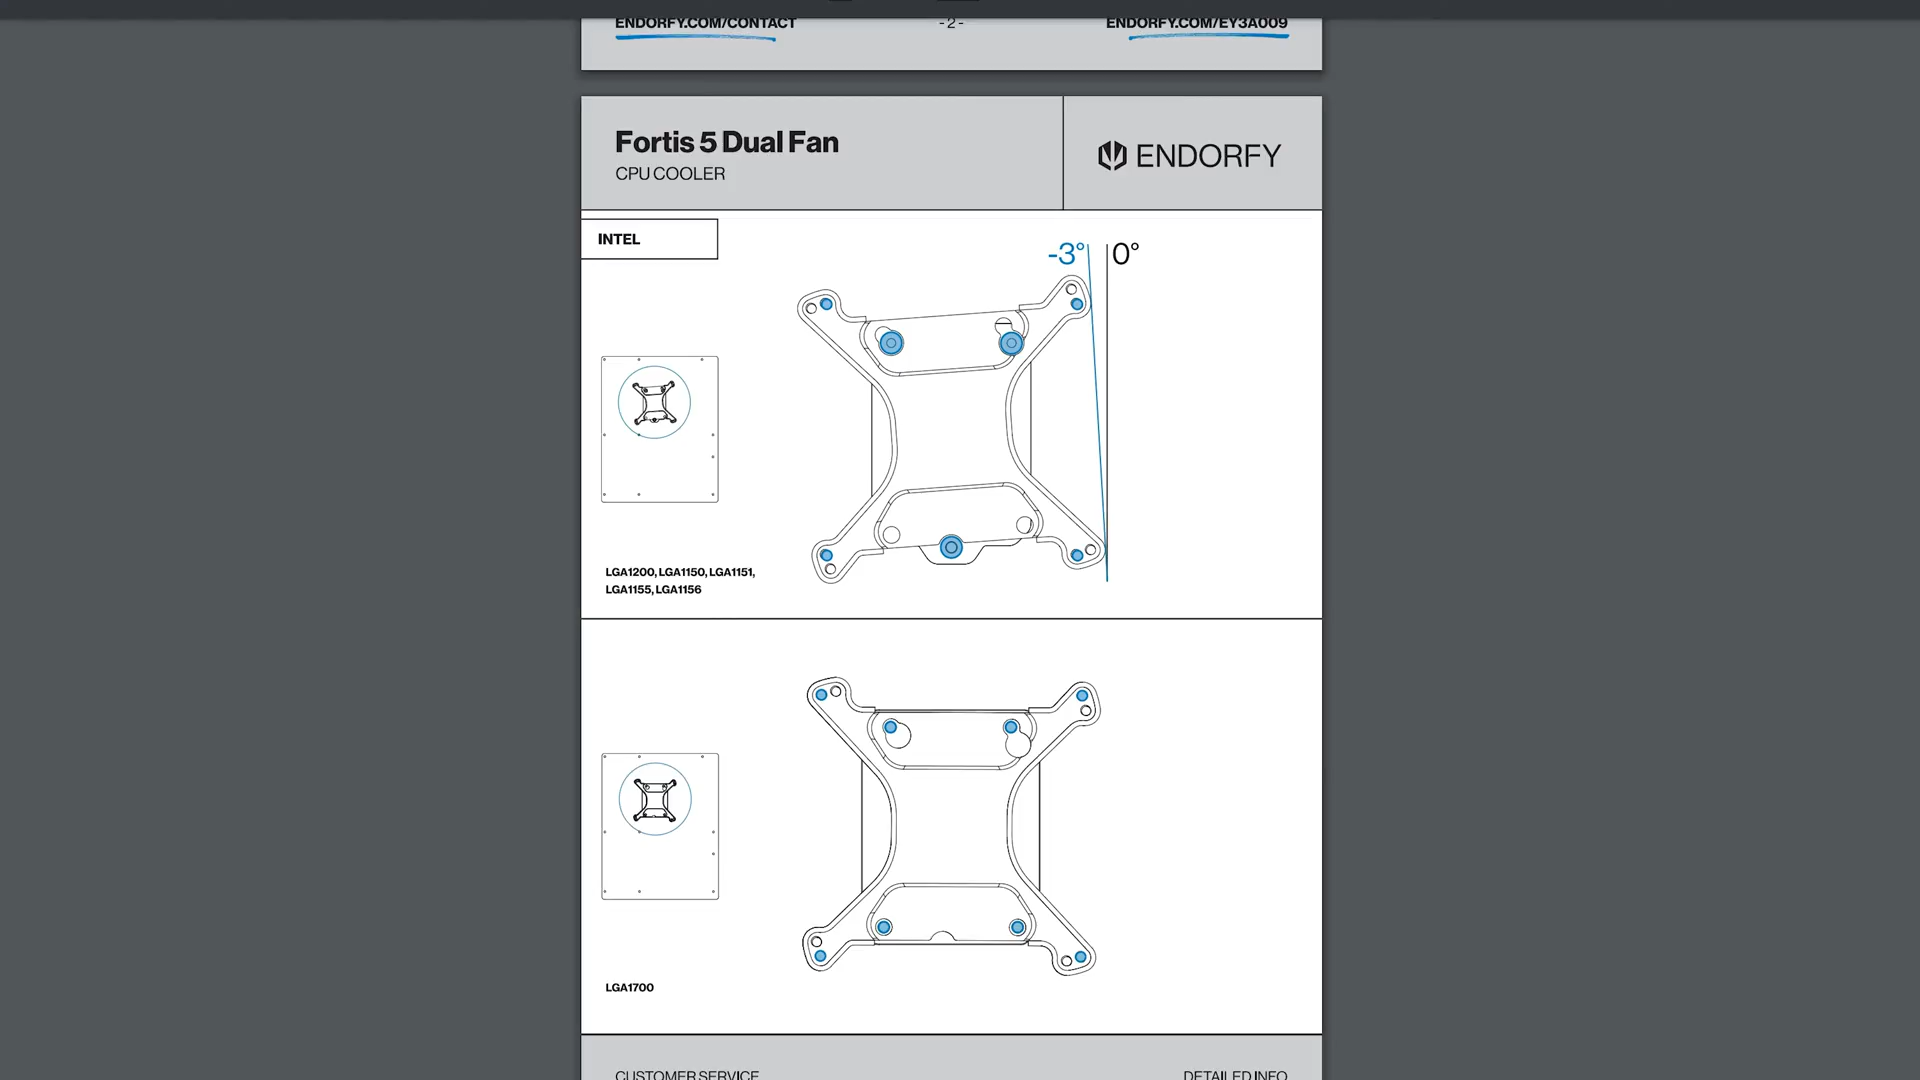 ENDORFY.COM/CONTACT
-2-
ENDORFY.COM/EY3A009
Fortis 5 Dual Fan
CPU COOLER
ENDORFY
INTEL
-3°
0°
LGA1200, LGA1150, LGA1151,
LGA1155, LGA1156
LGA1700
CUSTOMER SERVICE
DETAILED INFO